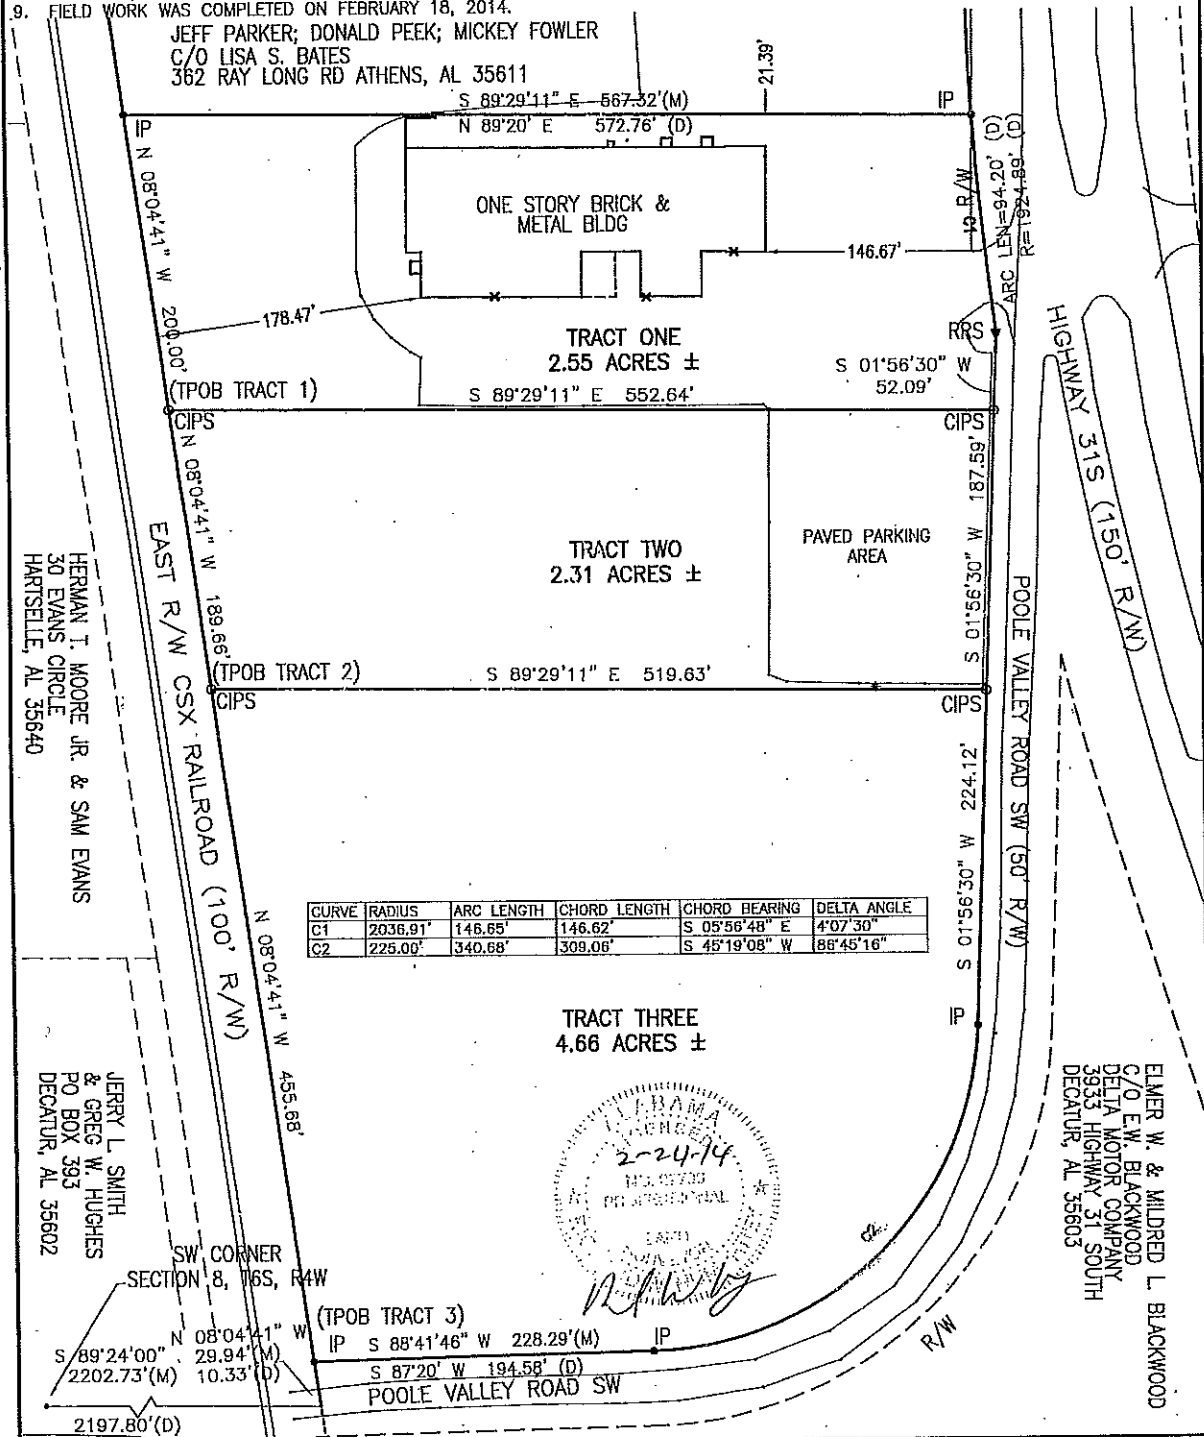 9. FIELD WORK WAS COMPLETED ON FEBRUARY 18, 2014.
JEFF PARKER; DONALD PEEK; MICKEY FOWLER
C/O LISA S. BATES
362 RAY LONG RD ATHENS, AL 35611
21.39'
S 89°29'11" E 567.32'(M)
N 89°20' E 572.76' (D)
IP
IP
N 08°04'41" W 200.00'
ONE STORY BRICK &
METAL BLDG
146.67'
178.47'
R/W
ARC LEN=94.20' (D)
R=1924.89' (D)
RRS
TRACT ONE
2.55 ACRES ±
S 01°56'30" W
52.09'
(TPOB TRACT 1)
S 89°29'11" E 552.64'
CIPS
CIPS
HIGHWAY 31S (150' R/W)
N 08°04'41" W 189.66'
S 01°56'30" W 187.59'
TRACT TWO
2.31 ACRES ±
PAVED PARKING
AREA
EAST R/W CSX RAILROAD (100' R/W)
HERMAN T. MOORE JR. & SAM EVANS
30 EVANS CIRCLE
HARTSELLE, AL 35640
POOLE VALLEY ROAD SW (50' R/W)
(TPOB TRACT 2)
S 89°29'11" E 519.63'
CIPS
CIPS
S 01°56'30" W 224.12'
N 08°04'41" W 455.68'
CURVE RADIUS ARC LENGTH CHORD LENGTH CHORD BEARING DELTA ANGLE
C1 2036.91' 146.65' 146.62' S 05°56'48" E 4°07'30"
C2 225.00' 340.68' 309.06' S 45°19'08" W 86°45'16"
IP
TRACT THREE
4.66 ACRES ±
ALABAMA
LICENSED
2-24-14
PROFESSIONAL
LAND
C2
JERRY L. SMITH
& GREG W. HUGHES
PO BOX 393
DECATUR, AL 35602
ELMER W. & MILDRED L. BLACKWOOD
C/O E.W. BLACKWOOD
DELTA MOTOR COMPANY
3933 HIGHWAY 31 SOUTH
DECATUR, AL 35603
SW CORNER
SECTION 8, T6S, R4W
(TPOB TRACT 3)
N 08°04'41" W
29.94'(M)
10.33'(D)
S 89°24'00"
2202.73'(M)
2197.80'(D)
IP
S 88°41'46" W 228.29'(M)
IP
S 87°20' W 194.58' (D)
POOLE VALLEY ROAD SW
R/W